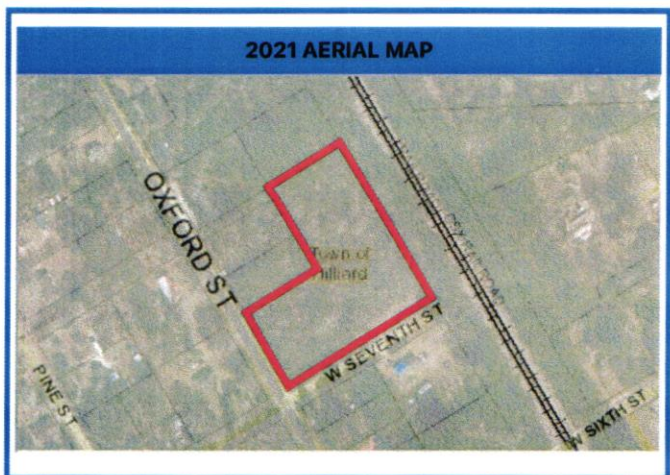 2021 AERIAL MAP
OXFORD ST
Town of
Hilliard
W SEVENTH ST
PINE ST
W SIXTH ST